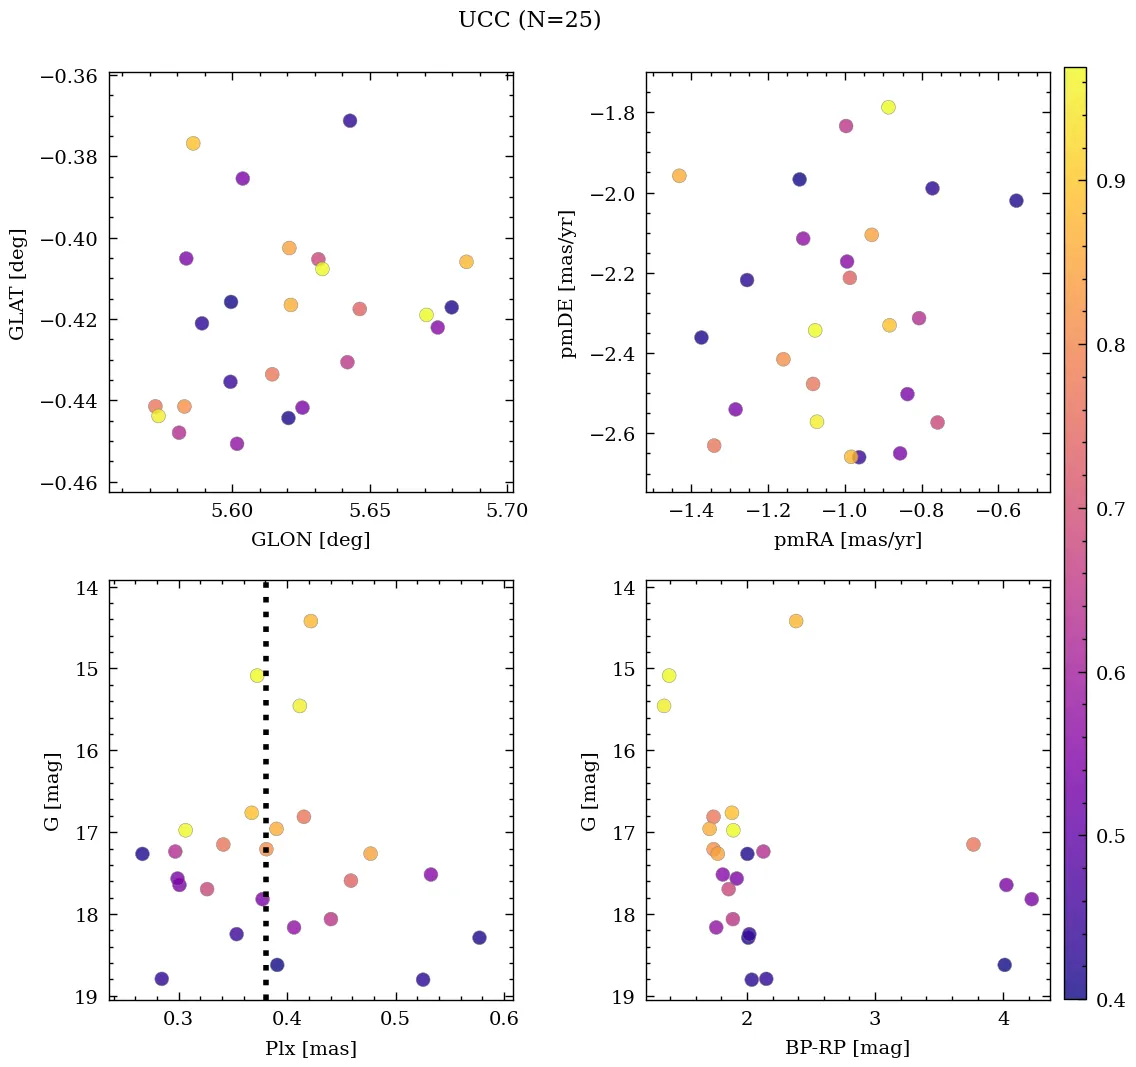 UCC (N=25)
−0.36
−0.38
−0.40
−0.42
−0.44
−0.46
GLAT [deg]
5.60 5.65 5.70
GLON [deg]
−1.8
−2.0
−2.2
−2.4
−2.6
pmDE [mas/yr]
−1.4 −1.2 −1.0 −0.8 −0.6
pmRA [mas/yr]
14
15
16
17
18
19
G [mag]
0.3 0.4 0.5 0.6
Plx [mas]
14
15
16
17
18
19
G [mag]
2 3 4
BP-RP [mag]
0.9
0.8
0.7
0.6
0.5
0.4